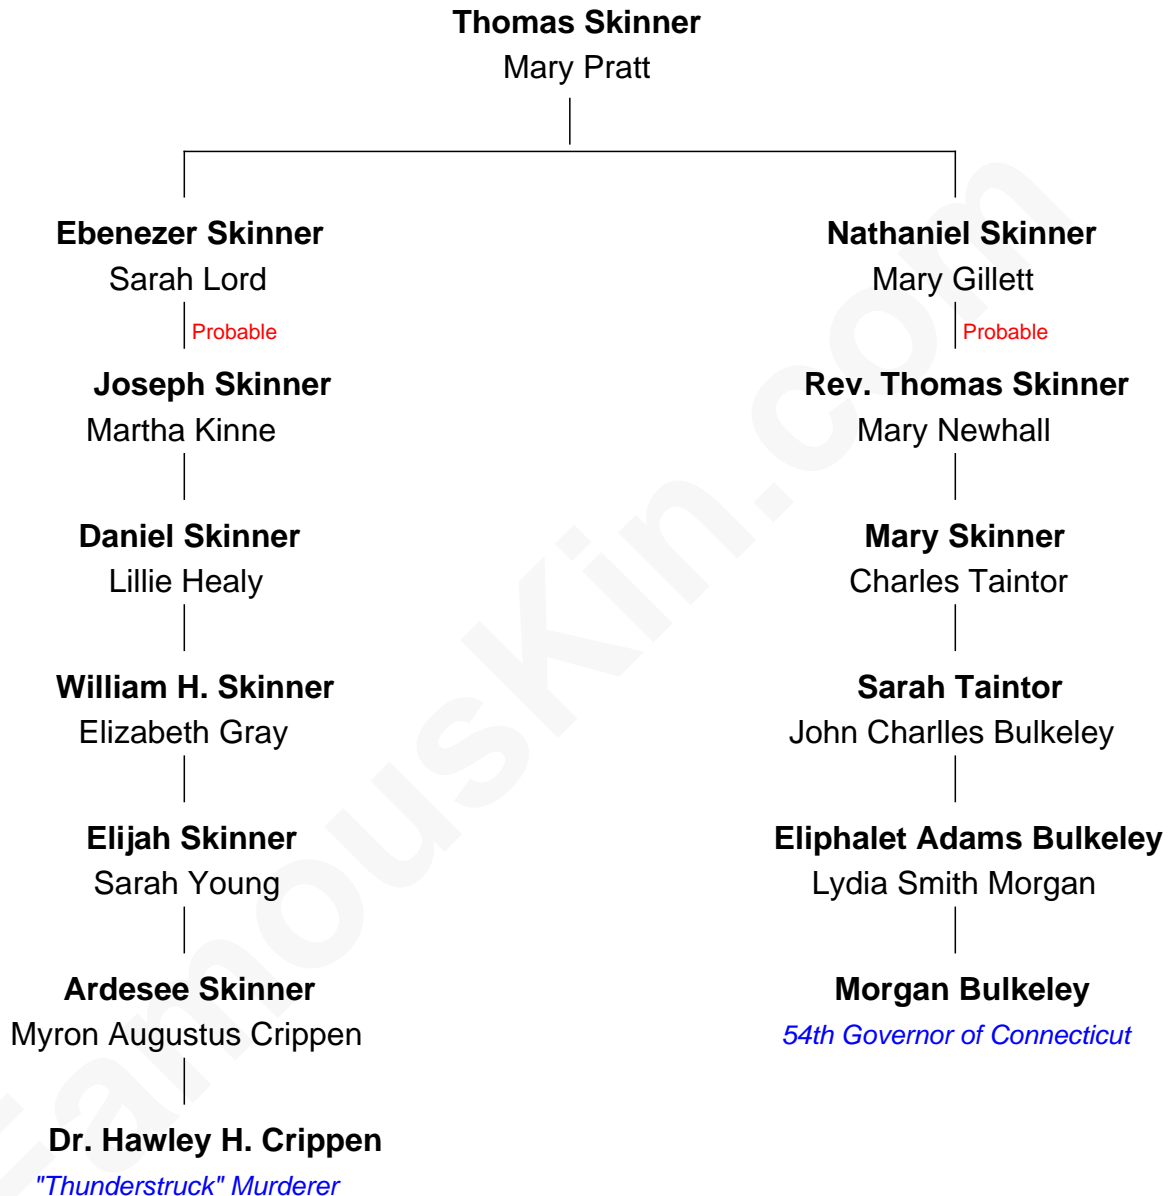 Thomas Skinner
Mary Pratt
Ebenezer Skinner
Sarah Lord
Probable
Joseph Skinner
Martha Kinne
Daniel Skinner
Lillie Healy
William H. Skinner
Elizabeth Gray
Elijah Skinner
Sarah Young
Ardesee Skinner
Myron Augustus Crippen
Dr. Hawley H. Crippen
"Thunderstruck" Murderer
Nathaniel Skinner
Mary Gillett
Probable
Rev. Thomas Skinner
Mary Newhall
Mary Skinner
Charles Taintor
Sarah Taintor
John Charlles Bulkeley
Eliphalet Adams Bulkeley
Lydia Smith Morgan
Morgan Bulkeley
54th Governor of Connecticut
FamousKin.com